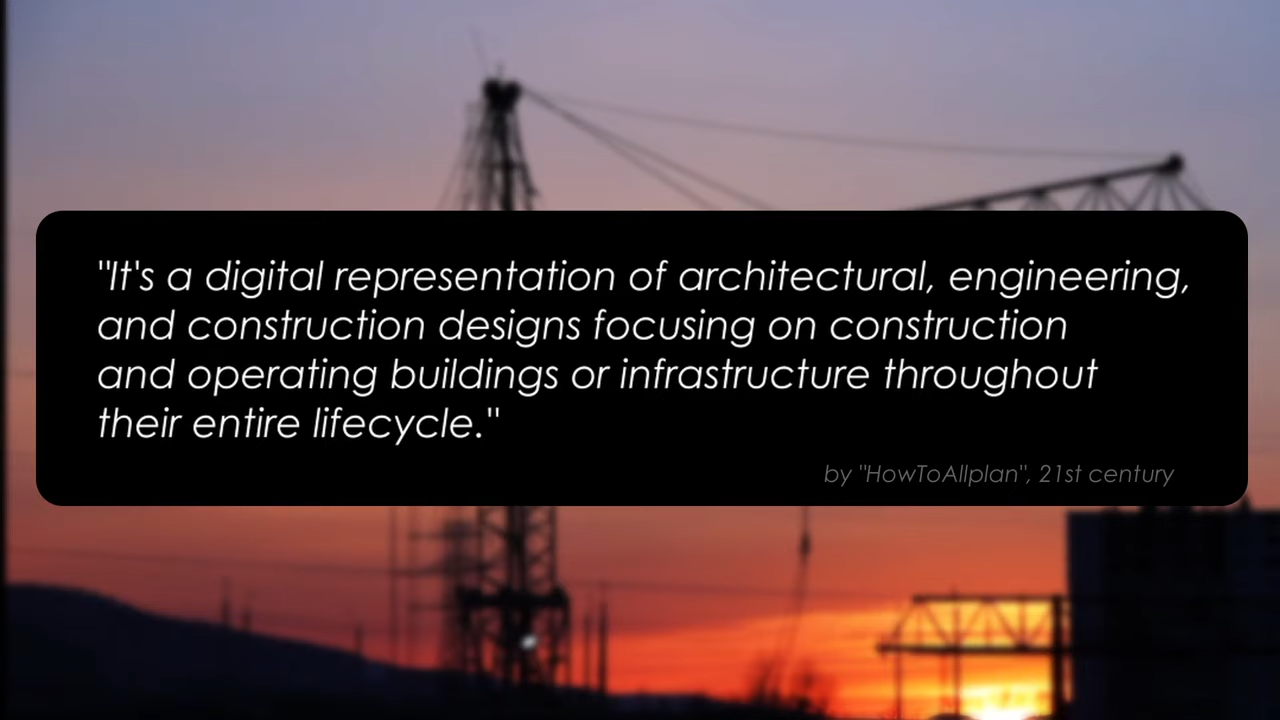 "It's a digital representation of architectural, engineering,
and construction designs focusing on construction
and operating buildings or infrastructure throughout
their entire lifecycle."
by "HowToAllplan", 21st century